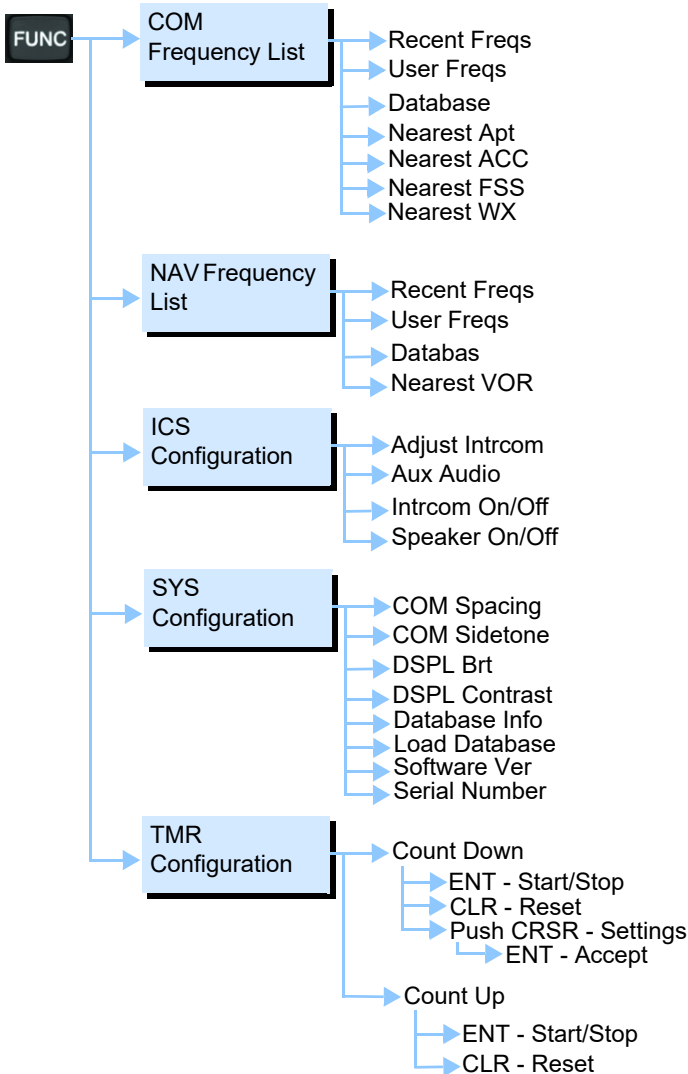 FUNC
COM
Frequency List
Recent Freqs
User Freqs
Database
Nearest Apt
Nearest ACC
Nearest FSS
Nearest WX
NAV Frequency
List
Recent Freqs
User Freqs
Databas
Nearest VOR
ICS
Configuration
Adjust Intrcom
Aux Audio
Intrcom On/Off
Speaker On/Off
SYS
Configuration
COM Spacing
COM Sidetone
DSPL Brt
DSPL Contrast
Database Info
Load Database
Software Ver
Serial Number
TMR
Configuration
Count Down
ENT - Start/Stop
CLR - Reset
Push CRSR - Settings
ENT - Accept
Count Up
ENT - Start/Stop
CLR - Reset